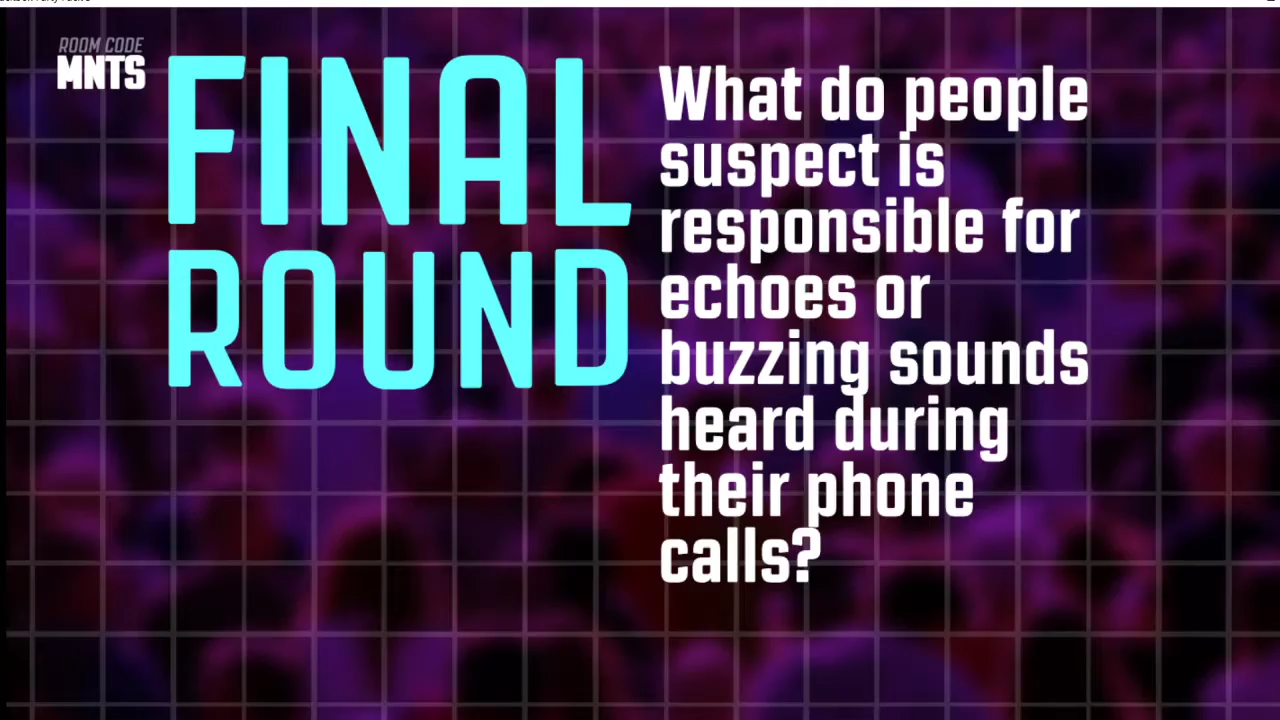 ROOM CODE
MNTS
FINAL
ROUND
What do people
suspect is
responsible for
echoes or
buzzing sounds
heard during
their phone
calls?